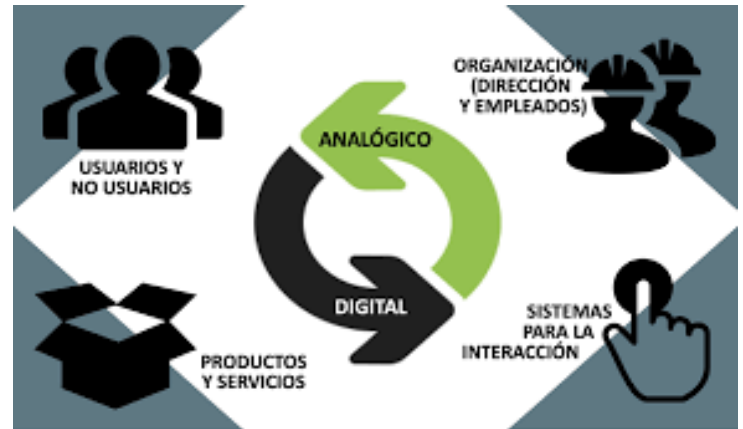 USUARIOS Y
NO USUARIOS
ORGANIZACIÓN
(DIRECCIÓN
Y EMPLEADOS)
ANALÓGICO
DIGITAL
PRODUCTOS
Y SERVICIOS
SISTEMAS
PARA LA
INTERACCIÓN